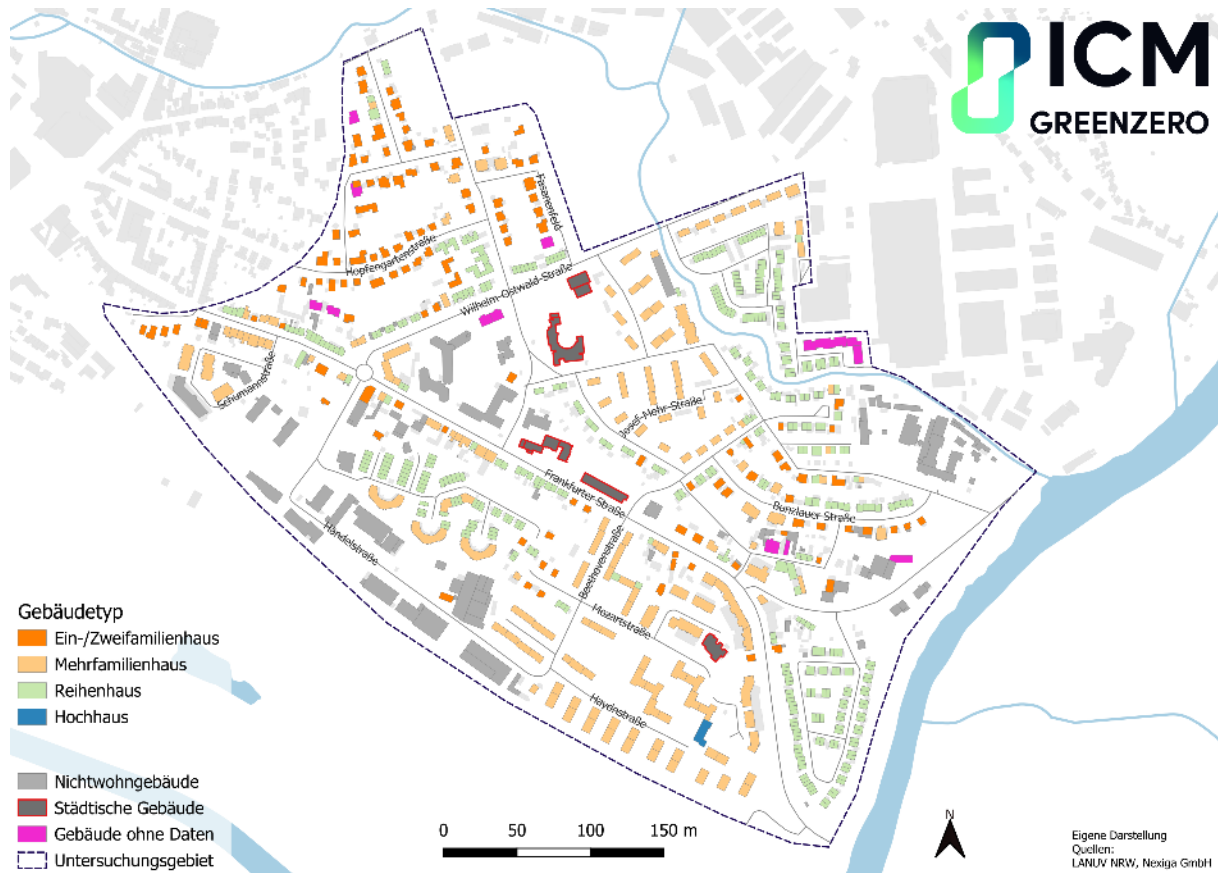 ICM
GREENZERO
Fasanenfeld
Hopfengartenstraße
Wilhelm-Ostwald-Straße
Schumannstraße
Josef-Nehr-Straße
Frankfurter-Straße
Bunzlauer Straße
Händelstraße
Beethovenstraße
Mozartstraße
Haydnstraße
Gebäudetyp
Ein-/Zweifamilienhaus
Mehrfamilienhaus
Reihenhaus
Hochhaus
Nichtwohngebäude
Städtische Gebäude
Gebäude ohne Daten
Untersuchungsgebiet
0 50 100 150 m
N
Eigene Darstellung
Quellen:
LANUV NRW, Nexiga GmbH